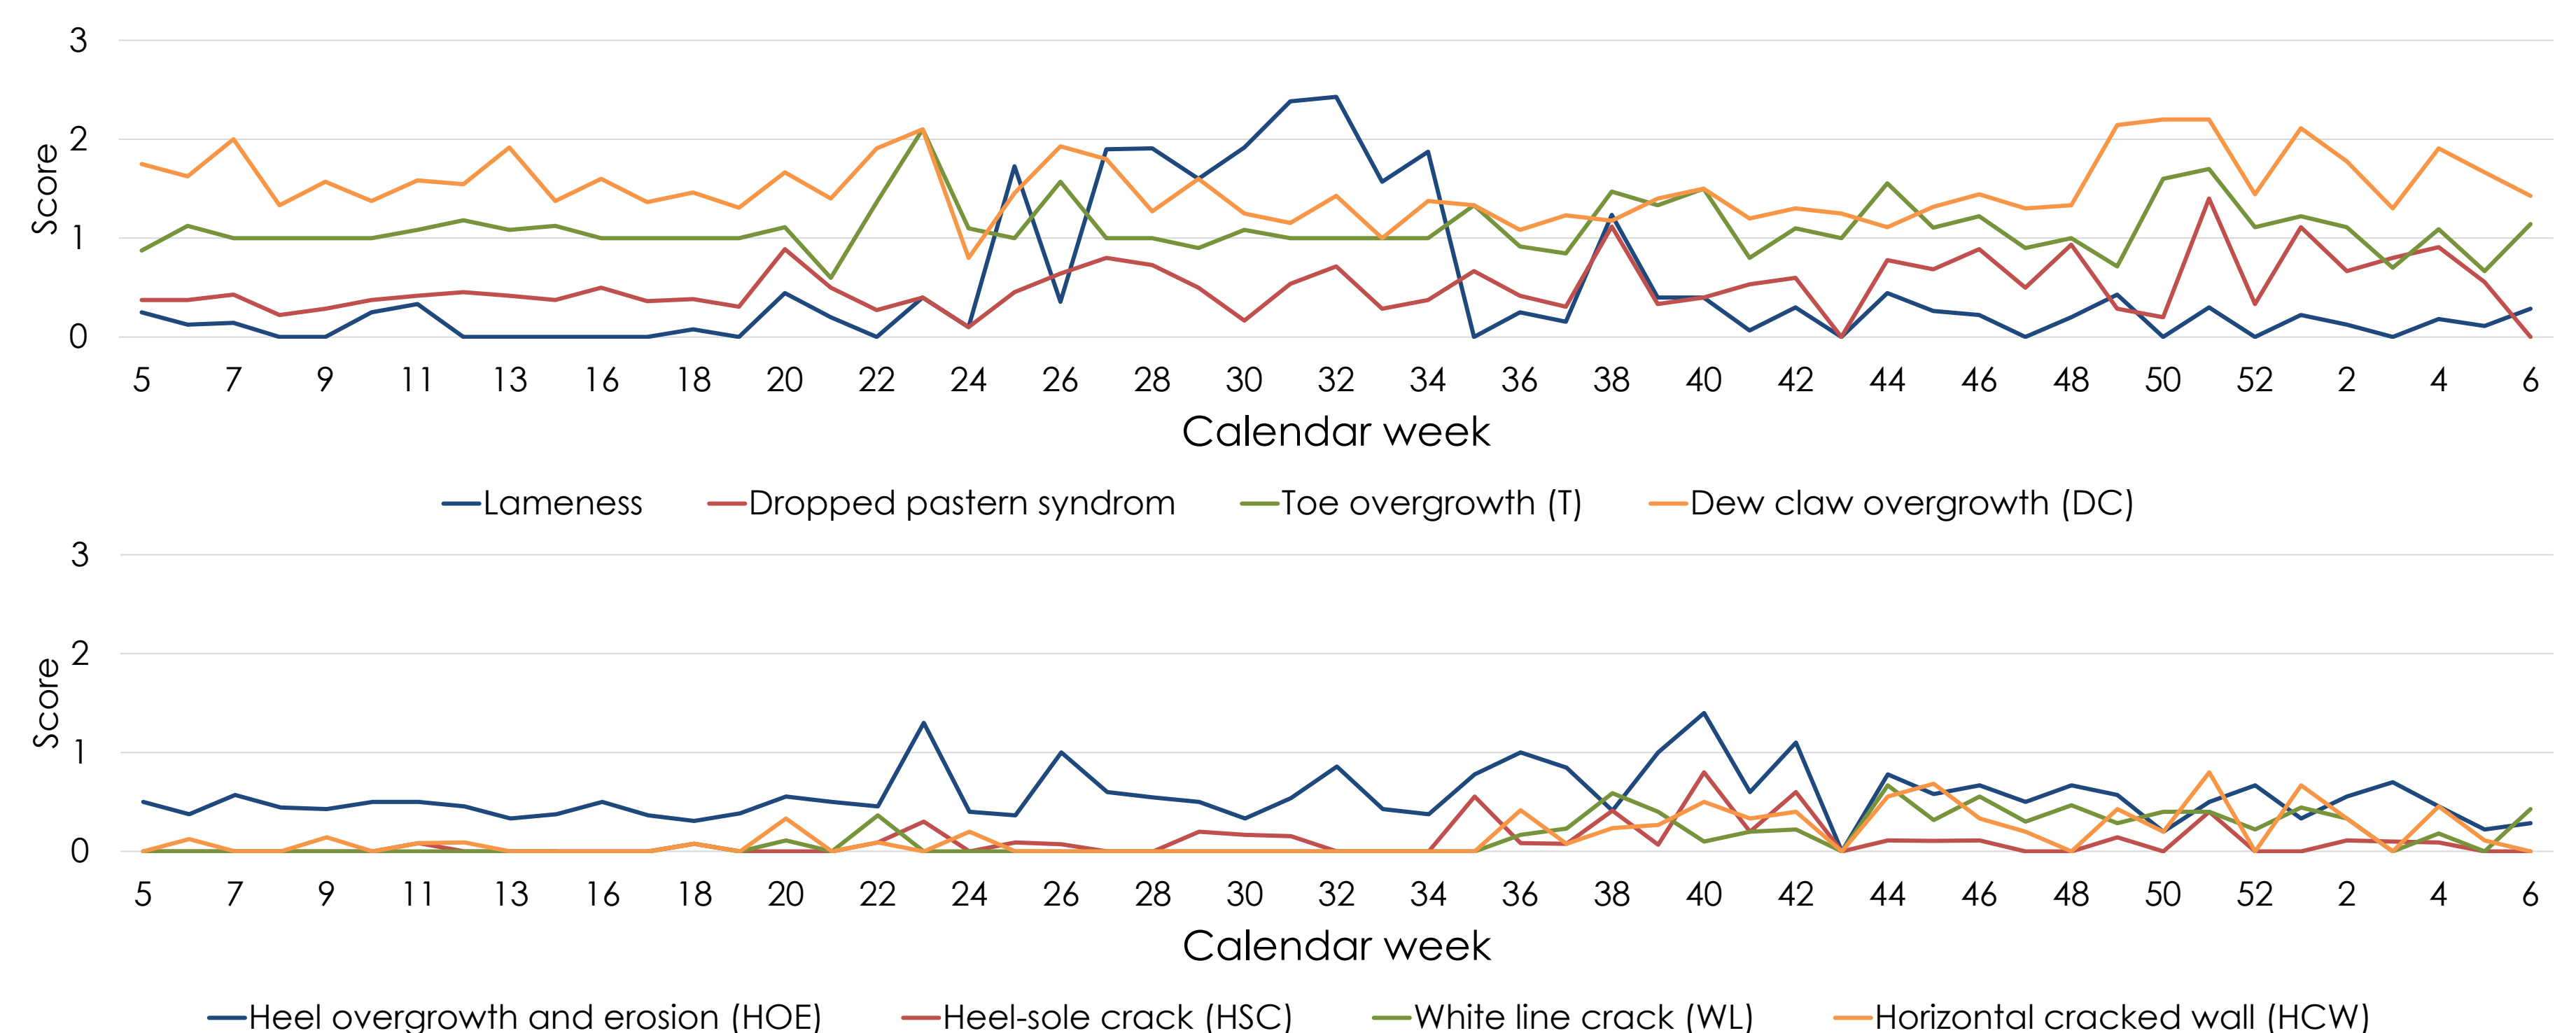 3
2
1
0
Score
5 7 9 11 13 16 18 20 22 24 26 28 30 32 34 36 38 40 42 44 46 48 50 52 2 4 6
Calendar week
Lameness Dropped pastern syndrom Toe overgrowth (T) Dew claw overgrowth (DC)
3
2
1
0
Score
5 7 9 11 13 16 18 20 22 24 26 28 30 32 34 36 38 40 42 44 46 48 50 52 2 4 6
Calendar week
Heel overgrowth and erosion (HOE) Heel-sole crack (HSC) White line crack (WL) Horizontal cracked wall (HCW)